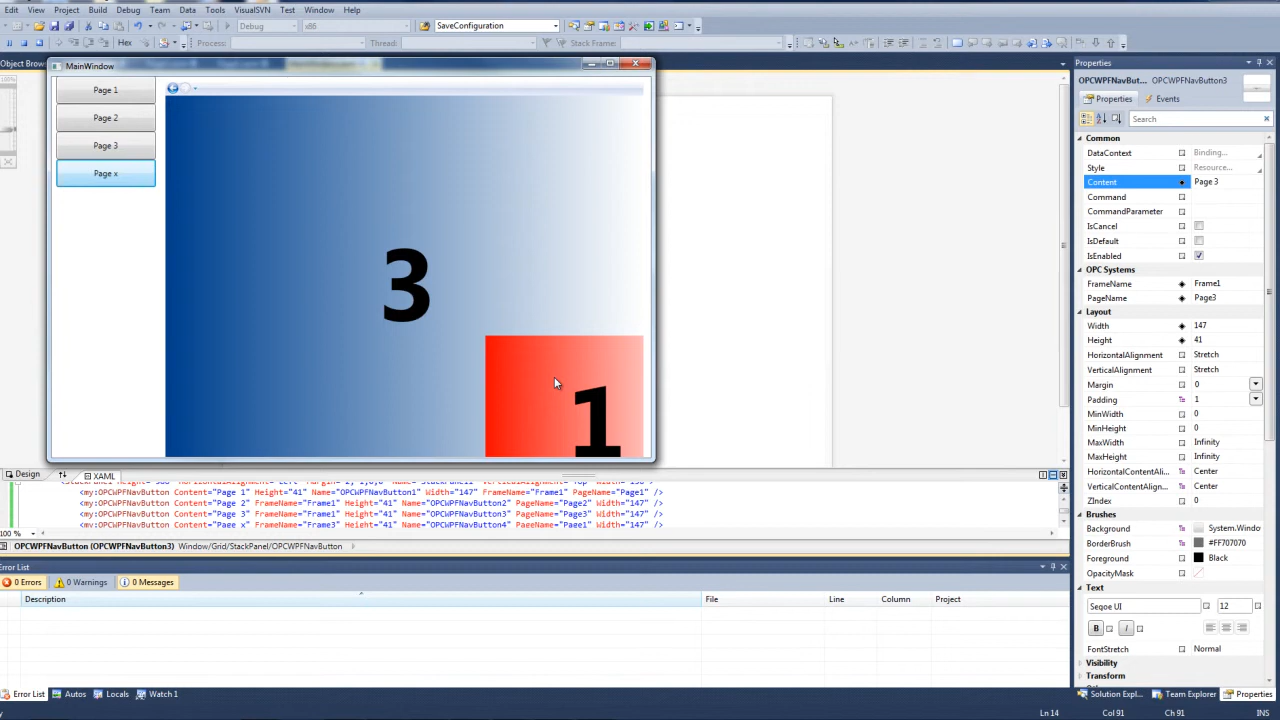 Edit View Project Build Debug Team Data Tools VisualSVN Test Window Help
Debug x86 SaveConfiguration
Hex Process: Thread: Stack Frame:
Object Brows
MainWindow
100%
Page 1
Page 2
Page 3
Page x
3
1
Properties
OPCWPFNavBut... OPCWPFNavButton3
Properties Events
Search
Common
DataContext Binding...
Style Resource...
Content Page 3
Command
CommandParameter
IsCancel
IsDefault
IsEnabled
OPC Systems
FrameName Frame1
PageName Page3
Layout
Width 147
Height 41
HorizontalAlignment Stretch
VerticalAlignment Stretch
Margin 0
Padding 1
MinWidth 0
MinHeight 0
MaxWidth Infinity
MaxHeight Infinity
HorizontalContentAli... Center
VerticalContentAlign... Center
ZIndex 0
Brushes
Background System.Windo
BorderBrush #FF707070
Foreground Black
OpacityMask
Text
Segoe UI 12
B I
FontStretch Normal
Visibility
Transform
Design XAML
<my:OPCWPFNavButton Content="Page 1" Height="41" Name="OPCWPFNavButton1" Width="147" FrameName="Frame1" PageName="Page1" />
<my:OPCWPFNavButton Content="Page 2" FrameName="Frame1" Height="41" Name="OPCWPFNavButton2" PageName="Page2" Width="147" />
<my:OPCWPFNavButton Content="Page 3" FrameName="Frame1" Height="41" Name="OPCWPFNavButton3" PageName="Page3" Width="147" />
<my:OPCWPFNavButton Content="Page x" FrameName="Frame3" Height="41" Name="OPCWPFNavButton4" PageName="Page1" Width="147" />
100 %
OPCWPFNavButton (OPCWPFNavButton3) Window/Grid/StackPanel/OPCWPFNavButton
Error List
0 Errors 0 Warnings 0 Messages
Description File Line Column Project
Error List Autos Locals Watch 1
Solution Expl... Team Explorer Properties
Ln 14 Col 91 Ch 91 INS